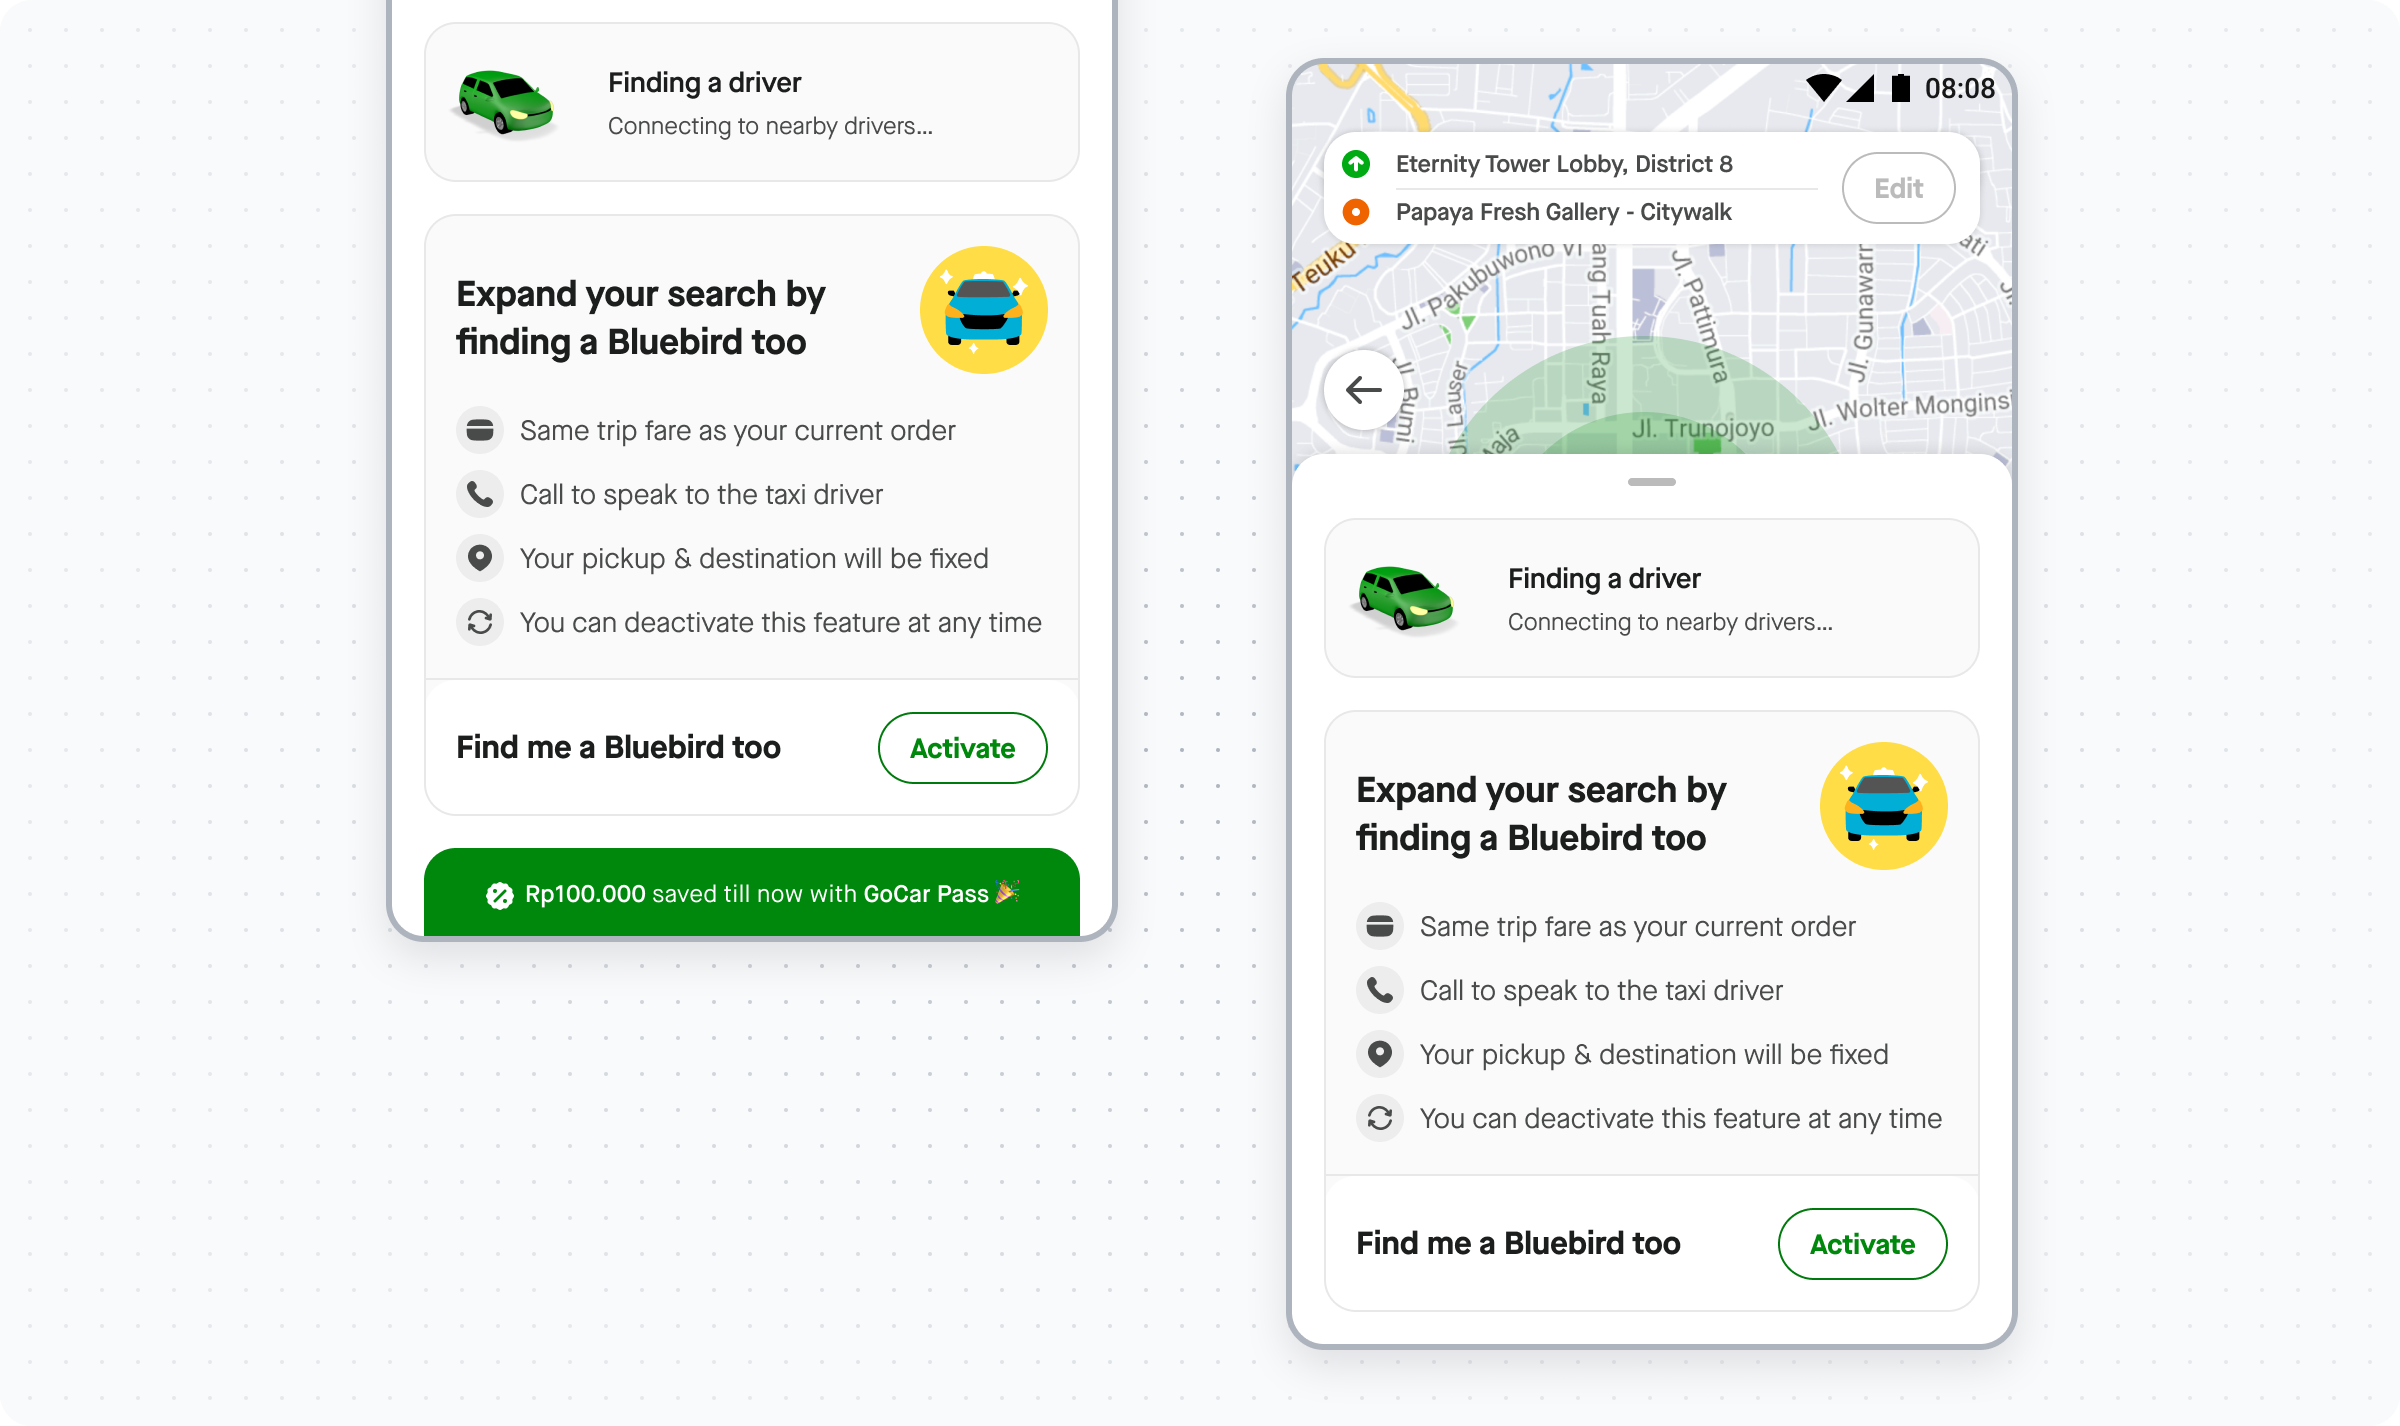 Finding a driver
Connecting to nearby drivers...
Expand your search by
finding a Bluebird too
Same trip fare as your current order
Call to speak to the taxi driver
Your pickup & destination will be fixed
You can deactivate this feature at any time
Find me a Bluebird too
Activate
Rp100.000 saved till now with GoCar Pass 🎉
08:08
Eternity Tower Lobby, District 8
Papaya Fresh Gallery - Citywalk
Edit
Teuku
Jl. Pakubuwono VI
ang Tuah Raya
Jl. Pattimura
Jl. Gunawarr
ati
Jl. Bumi
Jl. Lauser
Jl. Trunojoyo
Jl. Wolter Monginsi
Finding a driver
Connecting to nearby drivers...
Expand your search by
finding a Bluebird too
Same trip fare as your current order
Call to speak to the taxi driver
Your pickup & destination will be fixed
You can deactivate this feature at any time
Find me a Bluebird too
Activate